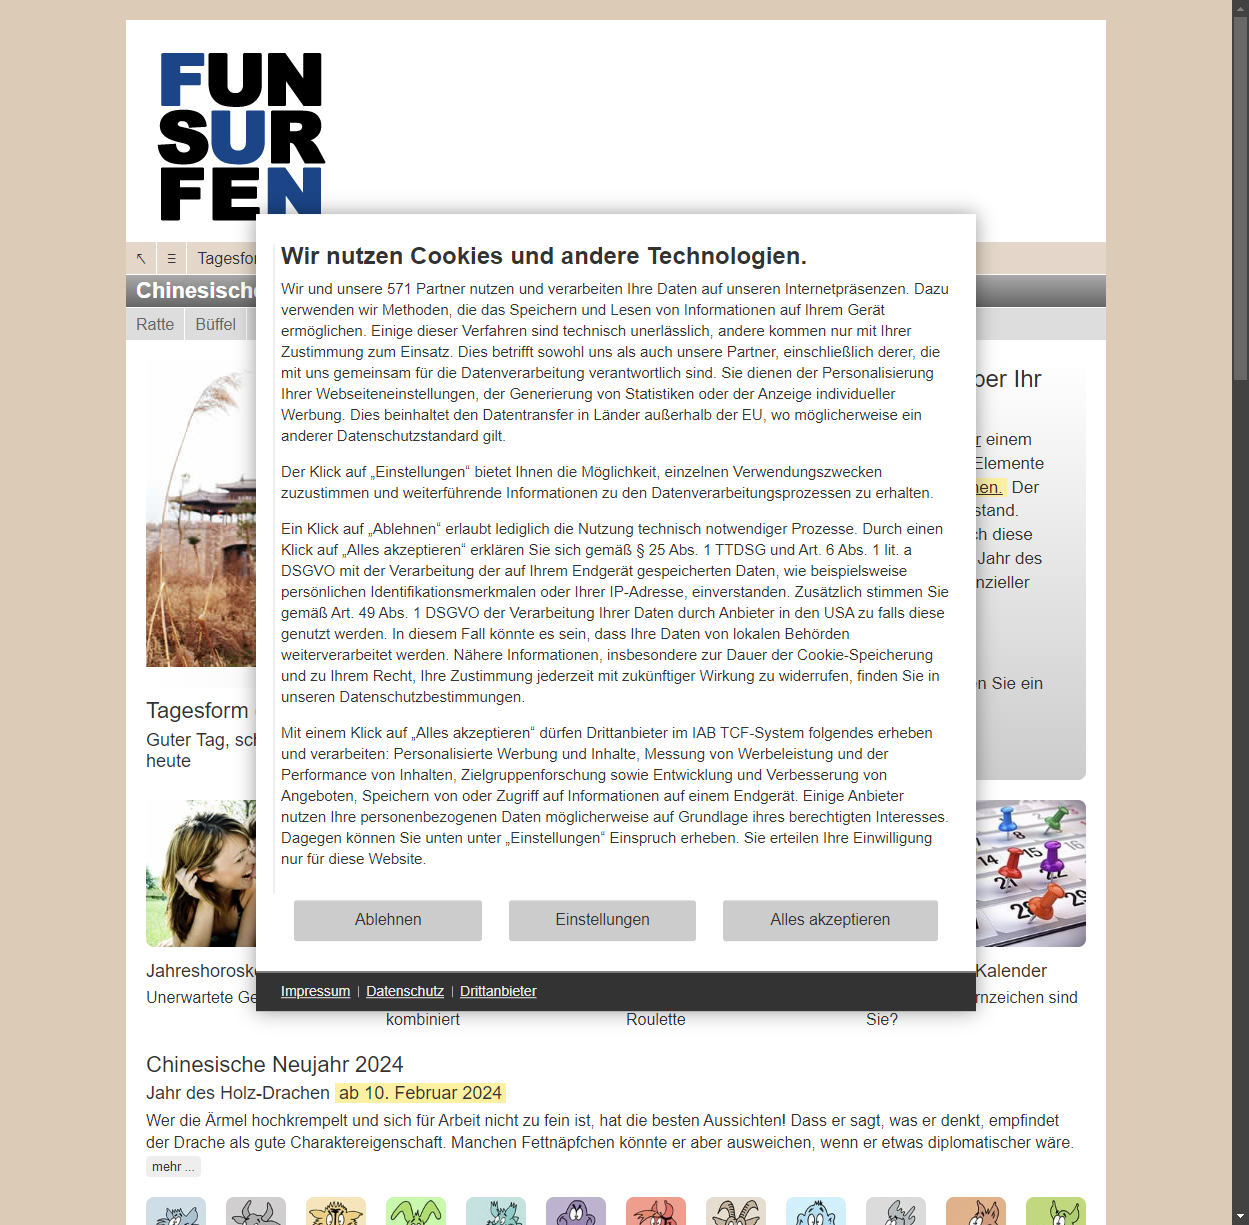 FUN
SUR
FEN
↖ ☰ Tagesfor
Chinesische
Ratte Büffel
Wir nutzen Cookies und andere Technologien.
Wir und unsere 571 Partner nutzen und verarbeiten Ihre Daten auf unseren Internetpräsenzen. Dazu
verwenden wir Methoden, die das Speichern und Lesen von Informationen auf Ihrem Gerät
ermöglichen. Einige dieser Verfahren sind technisch unerlässlich, andere kommen nur mit Ihrer
Zustimmung zum Einsatz. Dies betrifft sowohl uns als auch unsere Partner, einschließlich derer, die
mit uns gemeinsam für die Datenverarbeitung verantwortlich sind. Sie dienen der Personalisierung
Ihrer Webseiteneinstellungen, der Generierung von Statistiken oder der Anzeige individueller
Werbung. Dies beinhaltet den Datentransfer in Länder außerhalb der EU, wo möglicherweise ein
anderer Datenschutzstandard gilt.
Der Klick auf „Einstellungen“ bietet Ihnen die Möglichkeit, einzelnen Verwendungszwecken
zuzustimmen und weiterführende Informationen zu den Datenverarbeitungsprozessen zu erhalten.
Ein Klick auf „Ablehnen“ erlaubt lediglich die Nutzung technisch notwendiger Prozesse. Durch einen
Klick auf „Alles akzeptieren“ erklären Sie sich gemäß § 25 Abs. 1 TTDSG und Art. 6 Abs. 1 lit. a
DSGVO mit der Verarbeitung der auf Ihrem Endgerät gespeicherten Daten, wie beispielsweise
persönlichen Identifikationsmerkmalen oder Ihrer IP-Adresse, einverstanden. Zusätzlich stimmen Sie
gemäß Art. 49 Abs. 1 DSGVO der Verarbeitung Ihrer Daten durch Anbieter in den USA zu falls diese
genutzt werden. In diesem Fall könnte es sein, dass Ihre Daten von lokalen Behörden
weiterverarbeitet werden. Nähere Informationen, insbesondere zur Dauer der Cookie-Speicherung
und zu Ihrem Recht, Ihre Zustimmung jederzeit mit zukünftiger Wirkung zu widerrufen, finden Sie in
unseren Datenschutzbestimmungen.
Mit einem Klick auf „Alles akzeptieren“ dürfen Drittanbieter im IAB TCF-System folgendes erheben
und verarbeiten: Personalisierte Werbung und Inhalte, Messung von Werbeleistung und der
Performance von Inhalten, Zielgruppenforschung sowie Entwicklung und Verbesserung von
Angeboten, Speichern von oder Zugriff auf Informationen auf einem Endgerät. Einige Anbieter
nutzen Ihre personenbezogenen Daten möglicherweise auf Grundlage ihres berechtigten Interesses.
Dagegen können Sie unten unter „Einstellungen“ Einspruch erheben. Sie erteilen Ihre Einwilligung
nur für diese Website.
Ablehnen Einstellungen Alles akzeptieren
Impressum | Datenschutz | Drittanbieter
ber Ihr
r einem
Elemente
nen. Der
stand.
ch diese
Jahr des
nzieller
n Sie ein
Tagesform
Guter Tag, sch
heute
14 15 16
21 22
28 29
Jahreshorosko
Unerwartete Ge
kombiniert
Roulette
Kalender
rnzeichen sind
Sie?
Chinesische Neujahr 2024
Jahr des Holz-Drachen ab 10. Februar 2024
Wer die Ärmel hochkrempelt und sich für Arbeit nicht zu fein ist, hat die besten Aussichten! Dass er sagt, was er denkt, empfindet
der Drache als gute Charaktereigenschaft. Manchen Fettnäpfchen könnte er aber ausweichen, wenn er etwas diplomatischer wäre.
mehr ...